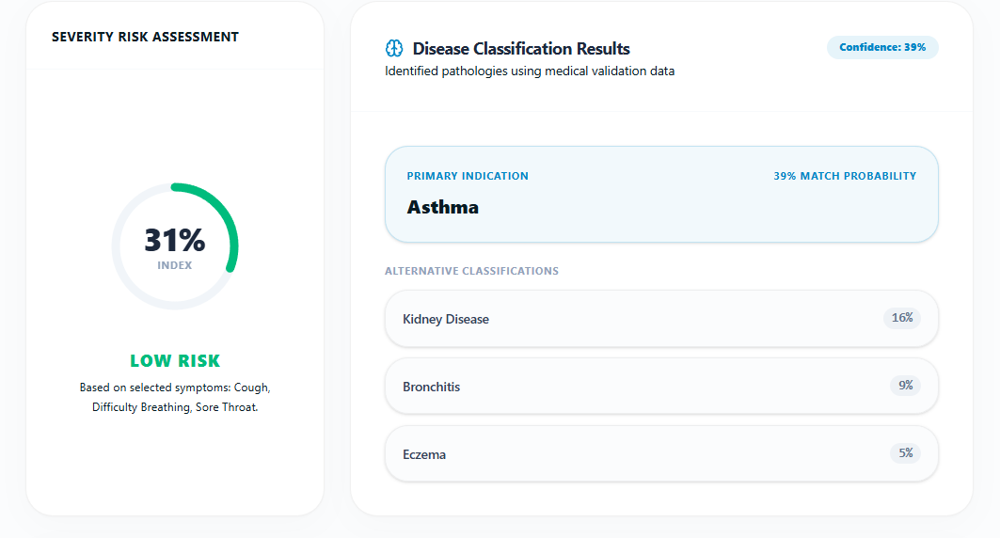 SEVERITY RISK ASSESSMENT
31%
INDEX
LOW RISK
Based on selected symptoms: Cough,
Difficulty Breathing, Sore Throat.
Disease Classification Results
Confidence: 39%
Identified pathologies using medical validation data
PRIMARY INDICATION
39% MATCH PROBABILITY
Asthma
ALTERNATIVE CLASSIFICATIONS
Kidney Disease
16%
Bronchitis
9%
Eczema
5%